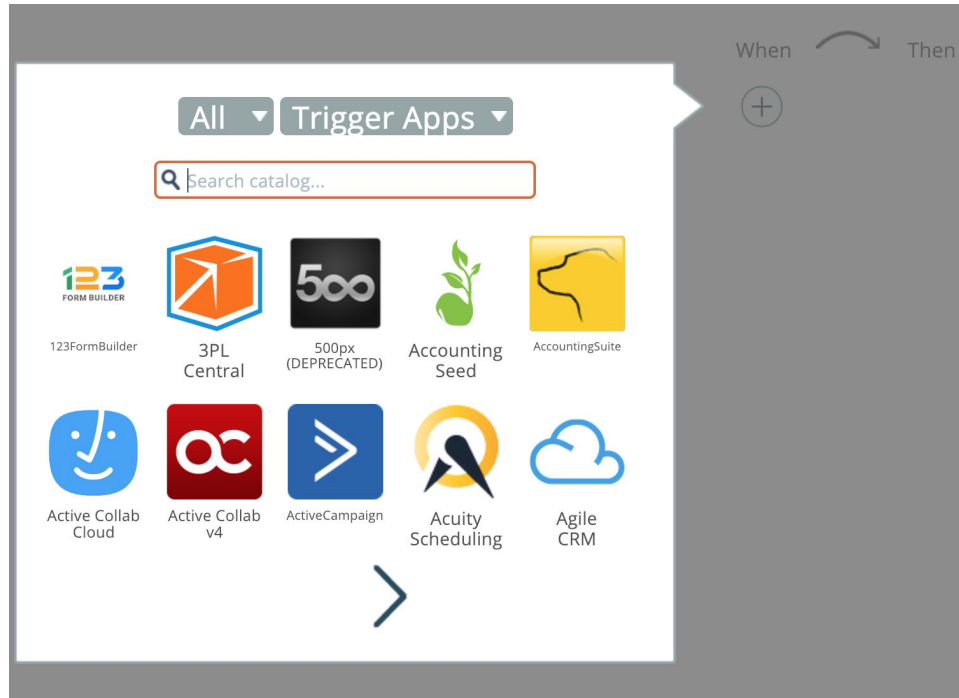 When Then
All Trigger Apps
Search catalog...
123
FORM BUILDER
500
123FormBuilder
3PL
Central
500px
(DEPRECATED)
Accounting
Seed
AccountingSuite
Active Collab
Cloud
Active Collab
v4
ActiveCampaign
Acuity
Scheduling
Agile
CRM